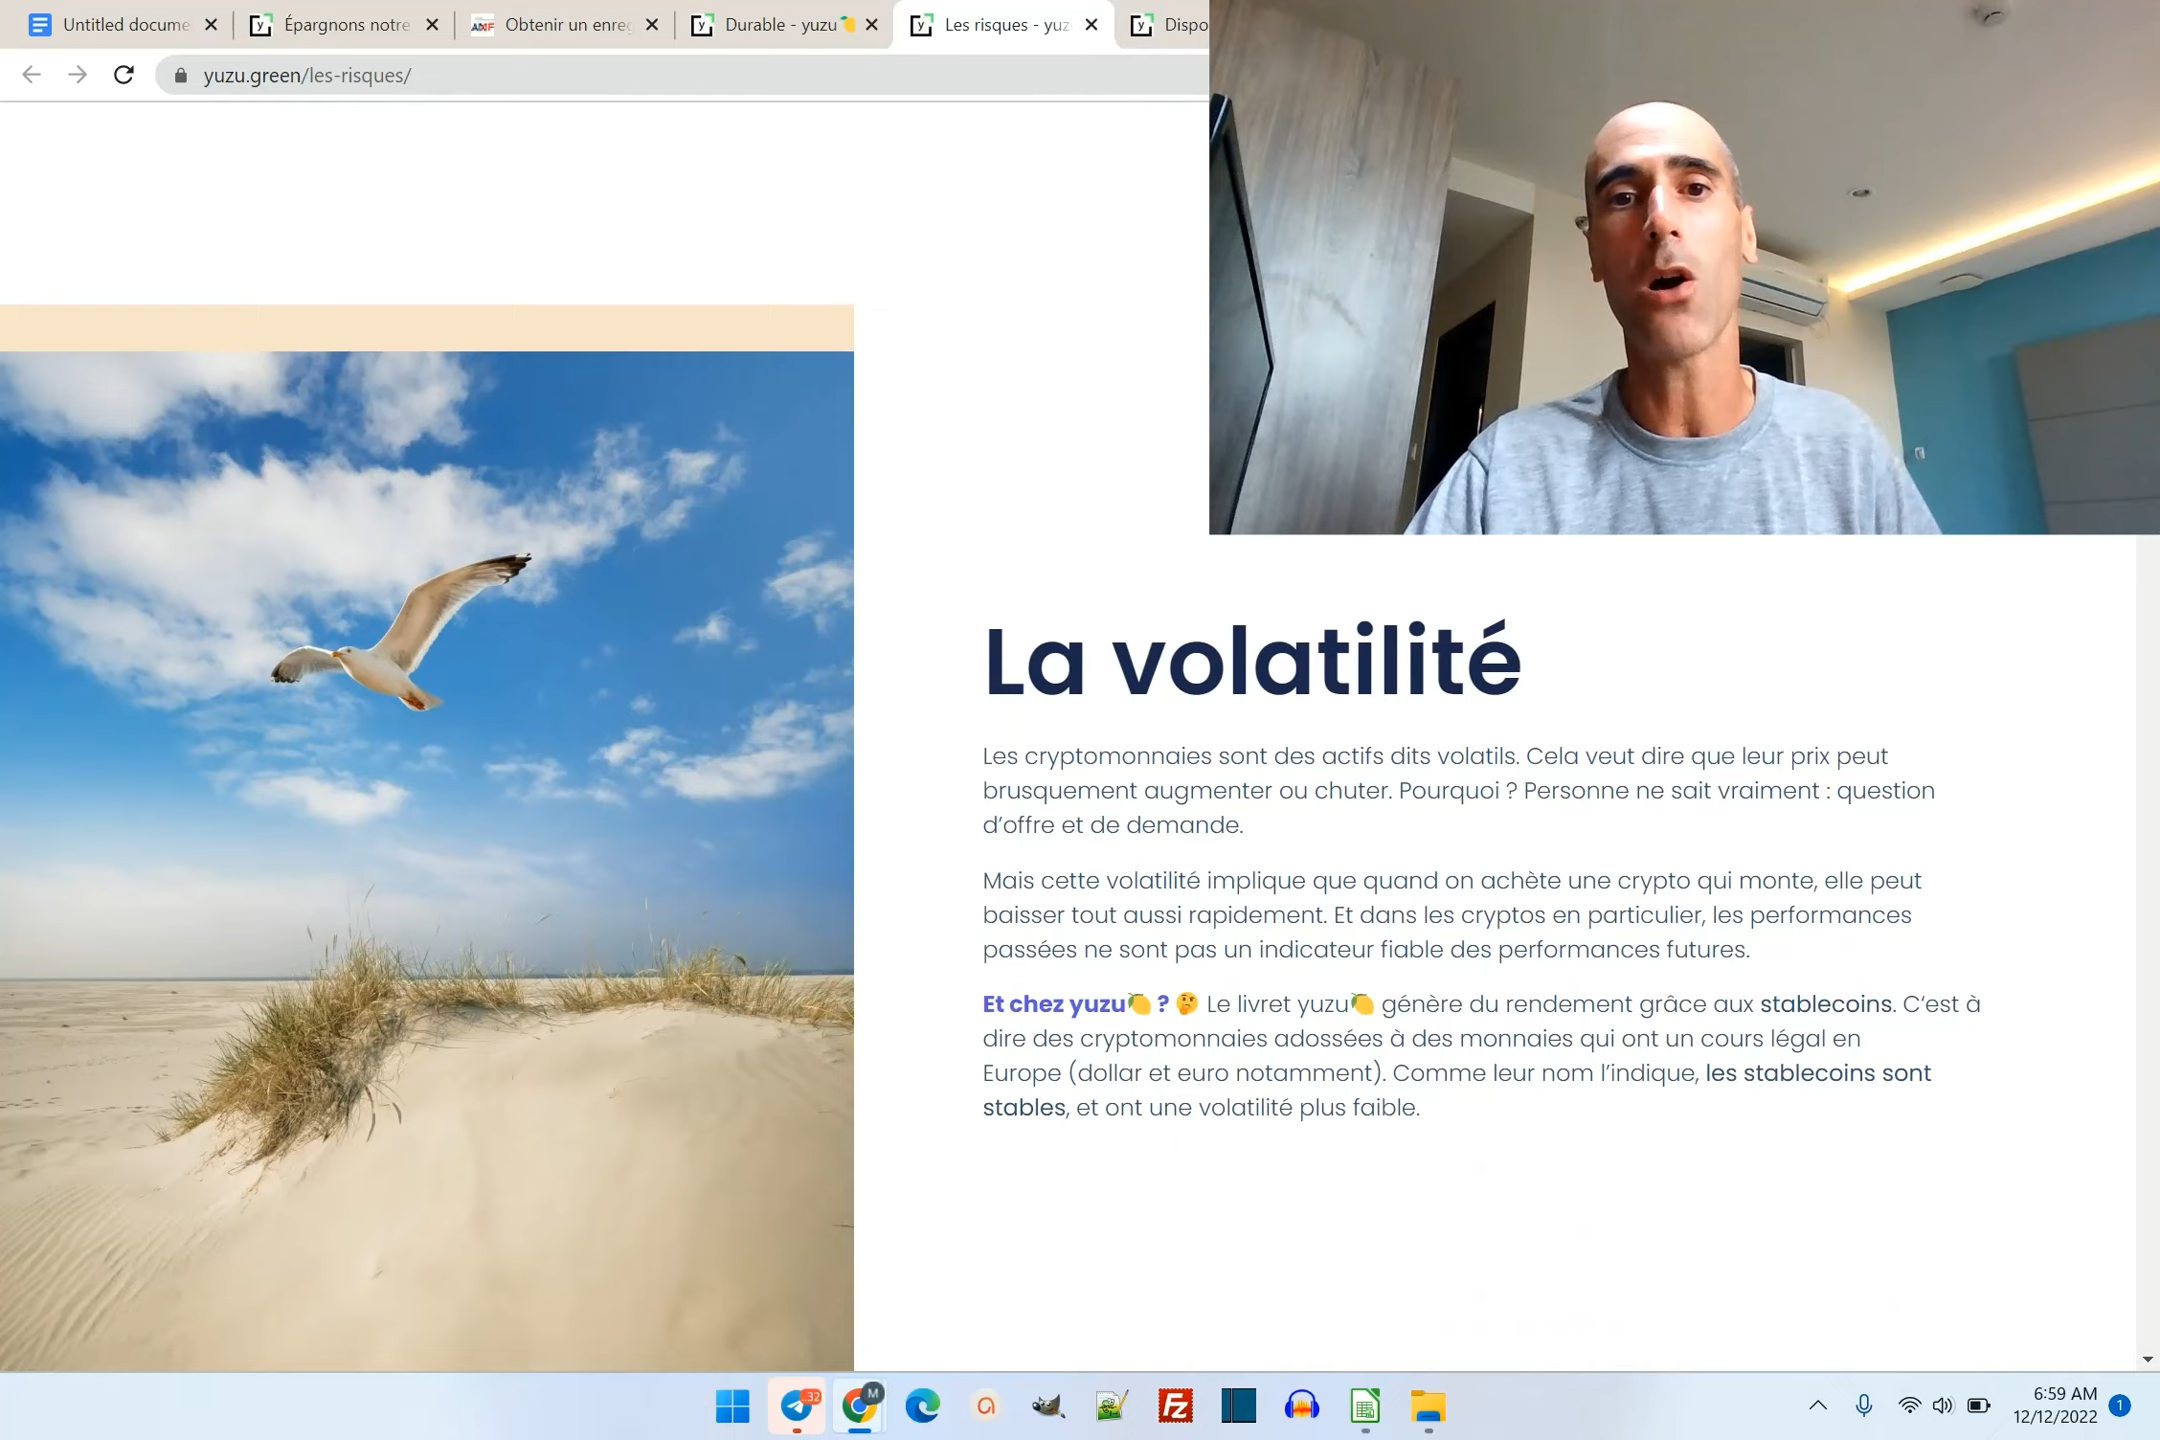 Untitled docume
Épargnons notre
Obtenir un enreg
Durable - yuzu🍋
Les risques - yuz
Dispo
yuzu.green/les-risques/
La volatilité
Les cryptomonnaies sont des actifs dits volatils. Cela veut dire que leur prix peut
brusquement augmenter ou chuter. Pourquoi ? Personne ne sait vraiment : question
d’offre et de demande.
Mais cette volatilité implique que quand on achète une crypto qui monte, elle peut
baisser tout aussi rapidement. Et dans les cryptos en particulier, les performances
passées ne sont pas un indicateur fiable des performances futures.
Et chez yuzu🍋 ? 🤔 Le livret yuzu🍋 génère du rendement grâce aux stablecoins. C’est à
dire des cryptomonnaies adossées à des monnaies qui ont un cours légal en
Europe (dollar et euro notamment). Comme leur nom l’indique, les stablecoins sont
stables, et ont une volatilité plus faible.
32
M
Fz
6:59 AM
12/12/2022
1